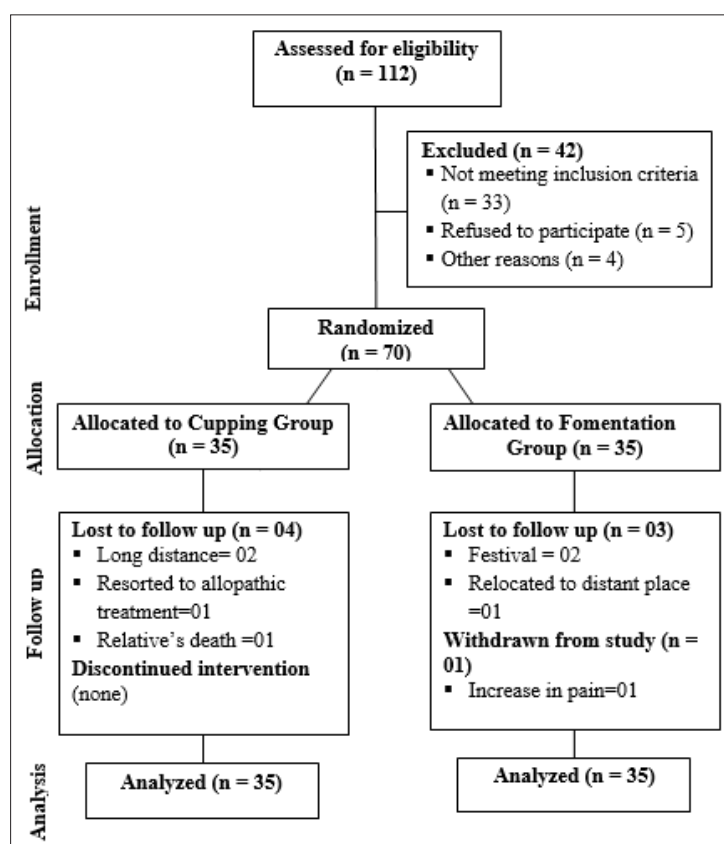 Assessed for eligibility
(n = 112)
Excluded (n = 42)
▪ Not meeting inclusion criteria
(n = 33)
▪ Refused to participate (n = 5)
▪ Other reasons (n = 4)
Enrollment
Randomized
(n = 70)
Allocation
Allocated to Cupping Group
(n = 35)
Allocated to Fomentation
Group (n = 35)
Follow up
Lost to follow up (n = 04)
▪ Long distance= 02
▪ Resorted to allopathic
treatment=01
▪ Relative's death =01
Discontinued intervention
(none)
Lost to follow up (n = 03)
▪ Festival = 02
▪ Relocated to distant place
=01
Withdrawn from study (n =
01)
▪ Increase in pain=01
Analysis
Analyzed (n = 35)
Analyzed (n = 35)